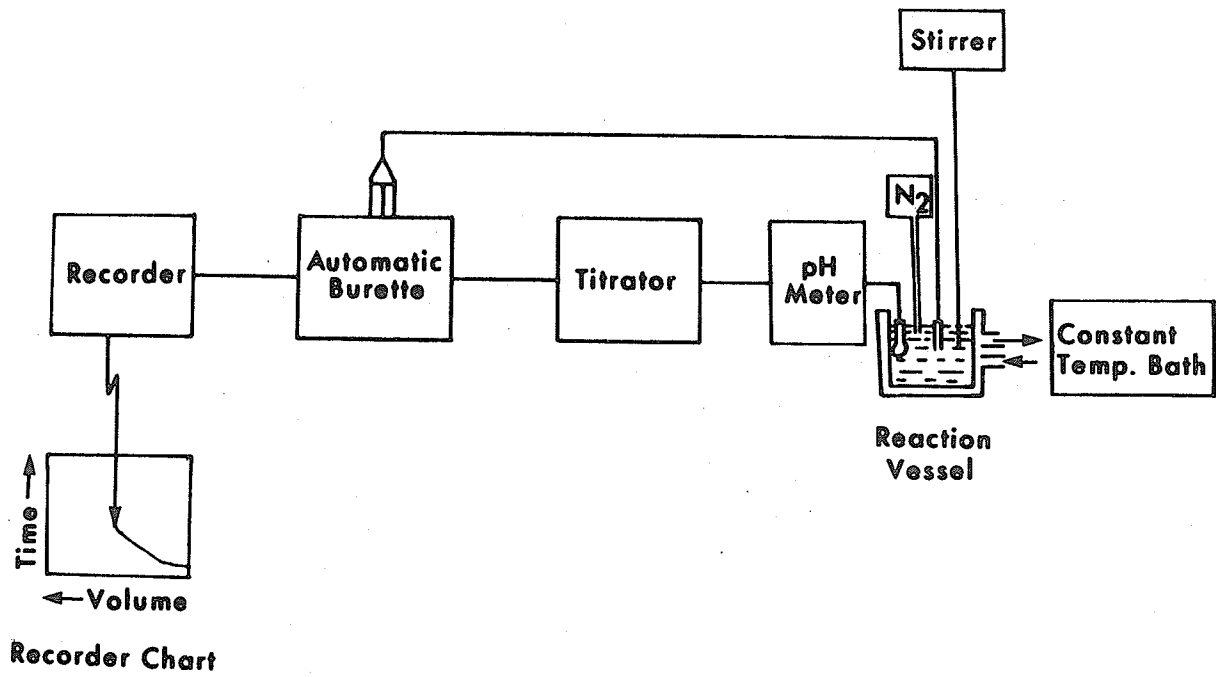 Stirrer
N2
Recorder
Automatic
Burette
Titrator
pH
Meter
Constant
Temp. Bath
Reaction
Vessel
Time
Volume
Recorder Chart